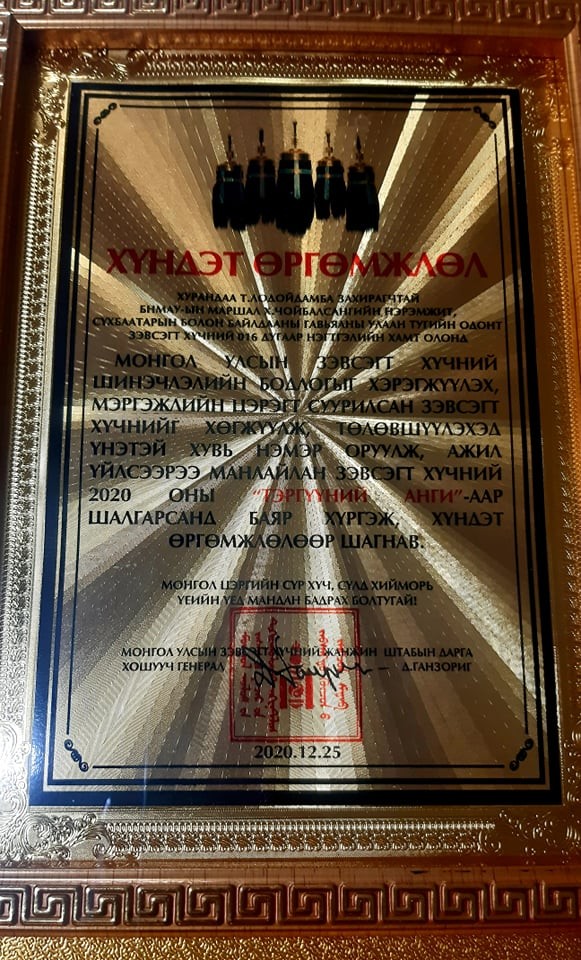 ХҮНДЭТ ӨРГӨМЖЛӨЛ
ХУРАНДАА Т.ЛОДОЙДАМБА ЗАХИРАГЧТАЙ
БНМАУ-ЫН МАРШАЛ Х.ЧОЙБАЛСАНГИЙН НЭРЭМЖИТ,
СҮХБААТАРЫН БОЛОН БАЙЛДААНЫ ГАВЬЯАНЫ УЛААН ТУГИЙН ОДОНТ
ЗЭВСЭГТ ХҮЧНИЙ 016 ДУГААР НЭГТГЭЛИЙН ХАМТ ОЛОНД
МОНГОЛ УЛСЫН ЗЭВСЭГТ ХҮЧНИЙ
ШИНЭЧЛЭЛИЙН БОДЛОГЫГ ХЭРЭГЖҮҮЛЭХ,
МЭРГЭЖЛИЙН ЦЭРЭГТ СУУРИЛСАН ЗЭВСЭГТ
ХҮЧНИЙГ ХӨГЖҮҮЛЖ, ТӨЛӨВШҮҮЛЭХЭД
ҮНЭТЭЙ ХУВЬ НЭМЭР ОРУУЛЖ, АЖИЛ
ҮЙЛСЭЭРЭЭ МАНЛАЙЛАН ЗЭВСЭГТ ХҮЧНИЙ
2020 ОНЫ "ТЭРГҮҮНИЙ АНГИ"-ААР
ШАЛГАРСАНД БАЯР ХҮРГЭЖ, ХҮНДЭТ
ӨРГӨМЖЛӨЛӨӨР ШАГНАВ.
МОНГОЛ ЦЭРГИЙН СҮР ХҮЧ, СҮЛД ХИЙМОРЬ
ҮЕИЙН ҮЕД МАНДАН БАДРАХ БОЛТУГАЙ!
МОНГОЛ УЛСЫН ЗЭВСЭГТ ХҮЧНИЙ ЖАНЖИН ШТАБЫН ДАРГА
ХОШУУЧ ГЕНЕРАЛ Д.ГАНЗОРИГ
2020.12.25